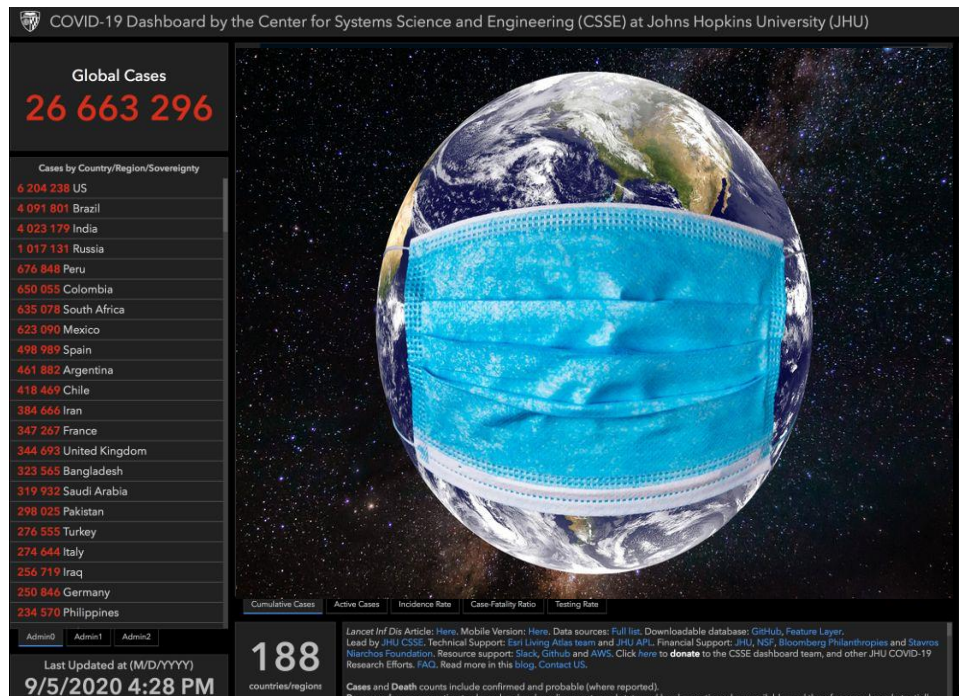 COVID-19 Dashboard by the Center for Systems Science and Engineering (CSSE) at Johns Hopkins University (JHU)
Global Cases
26 663 296
Cases by Country/Region/Sovereignty
6 204 238 US
4 091 801 Brazil
4 023 179 India
1 017 131 Russia
676 848 Peru
650 055 Colombia
635 078 South Africa
623 090 Mexico
498 989 Spain
461 882 Argentina
418 469 Chile
384 666 Iran
347 267 France
344 693 United Kingdom
323 565 Bangladesh
319 932 Saudi Arabia
298 025 Pakistan
276 555 Turkey
274 644 Italy
256 719 Iraq
250 846 Germany
234 570 Philippines
Admin0 Admin1 Admin2
Last Updated at (M/D/YYYY)
9/5/2020 4:28 PM
Cumulative Cases Active Cases Incidence Rate Case-Fatality Ratio Testing Rate
188
countries/regions
Lancet Inf Dis Article: Here. Mobile Version: Here. Data sources: Full list. Downloadable database: GitHub, Feature Layer.
Lead by JHU CSSE. Technical Support: Esri Living Atlas team and JHU APL. Financial Support: JHU, NSF, Bloomberg Philanthropies and Stavros
Niarchos Foundation. Resource support: Slack, Github and AWS. Click here to donate to the CSSE dashboard team, and other JHU COVID-19
Research Efforts. FAQ. Read more in this blog. Contact US.
Cases and Death counts include confirmed and probable (where reported).